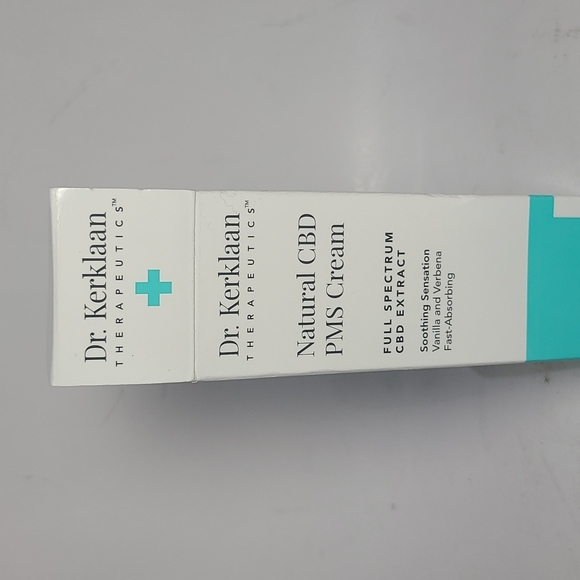 Dr. Kerklaan
THERAPEUTICS™
Dr. Kerklaan
THERAPEUTICS™
Natural CBD
PMS Cream
FULL SPECTRUM
CBD EXTRACT
Soothing Sensation
Vanilla and Verbena
Fast-Absorbing